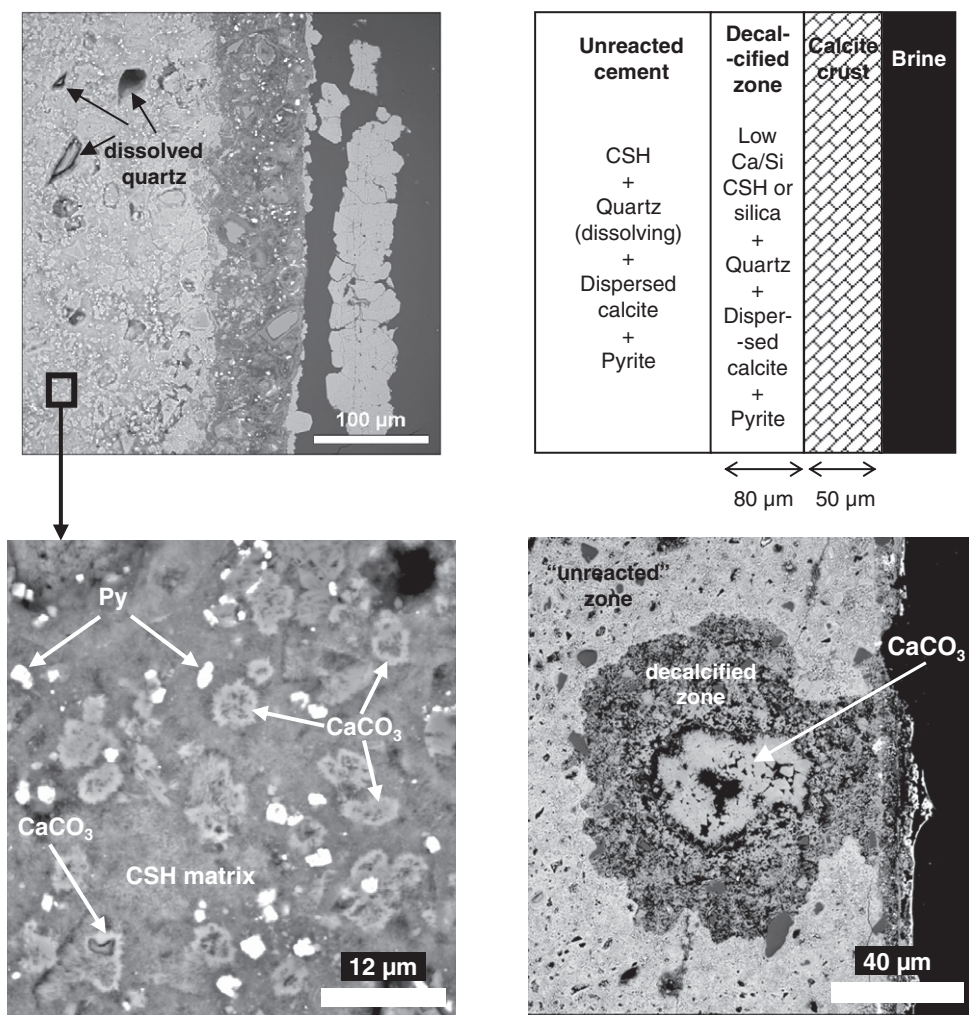 dissolved
quartz
100 µm
Unreacted
cement
CSH
+
Quartz
(dissolving)
+
Dispersed
calcite
+
Pyrite
Decal-
-cified
zone
Low
Ca/Si
CSH or
silica
+
Quartz
+
Disper-
-sed
calcite
+
Pyrite
Calcite
crust
Brine
80 µm
50 µm
Py
CaCO₃
CaCO₃
CSH matrix
12 µm
“unreacted”
zone
decalcified
zone
CaCO₃
40 µm